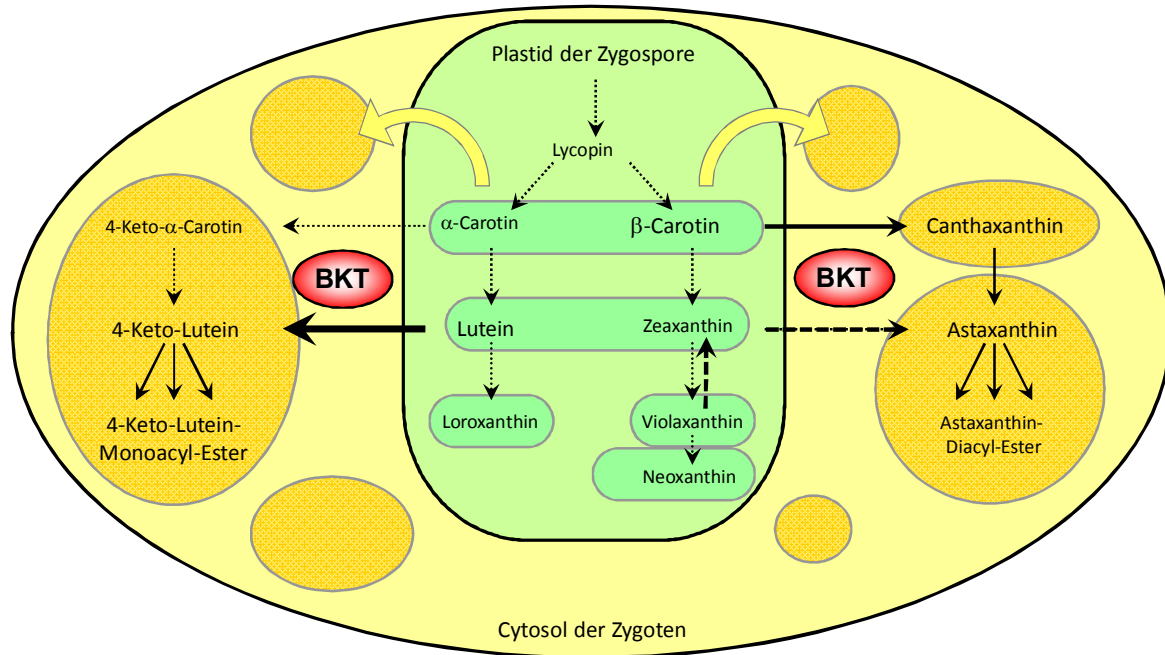 Plastid der Zygospore
Lycopin
4-Keto-α-Carotin
α-Carotin
β-Carotin
Canthaxanthin
BKT
BKT
4-Keto-Lutein
Lutein
Zeaxanthin
Astaxanthin
4-Keto-Lutein-
Monoacyl-Ester
Loroxanthin
Violaxanthin
Astaxanthin-
Diacyl-Ester
Neoxanthin
Cytosol der Zygoten